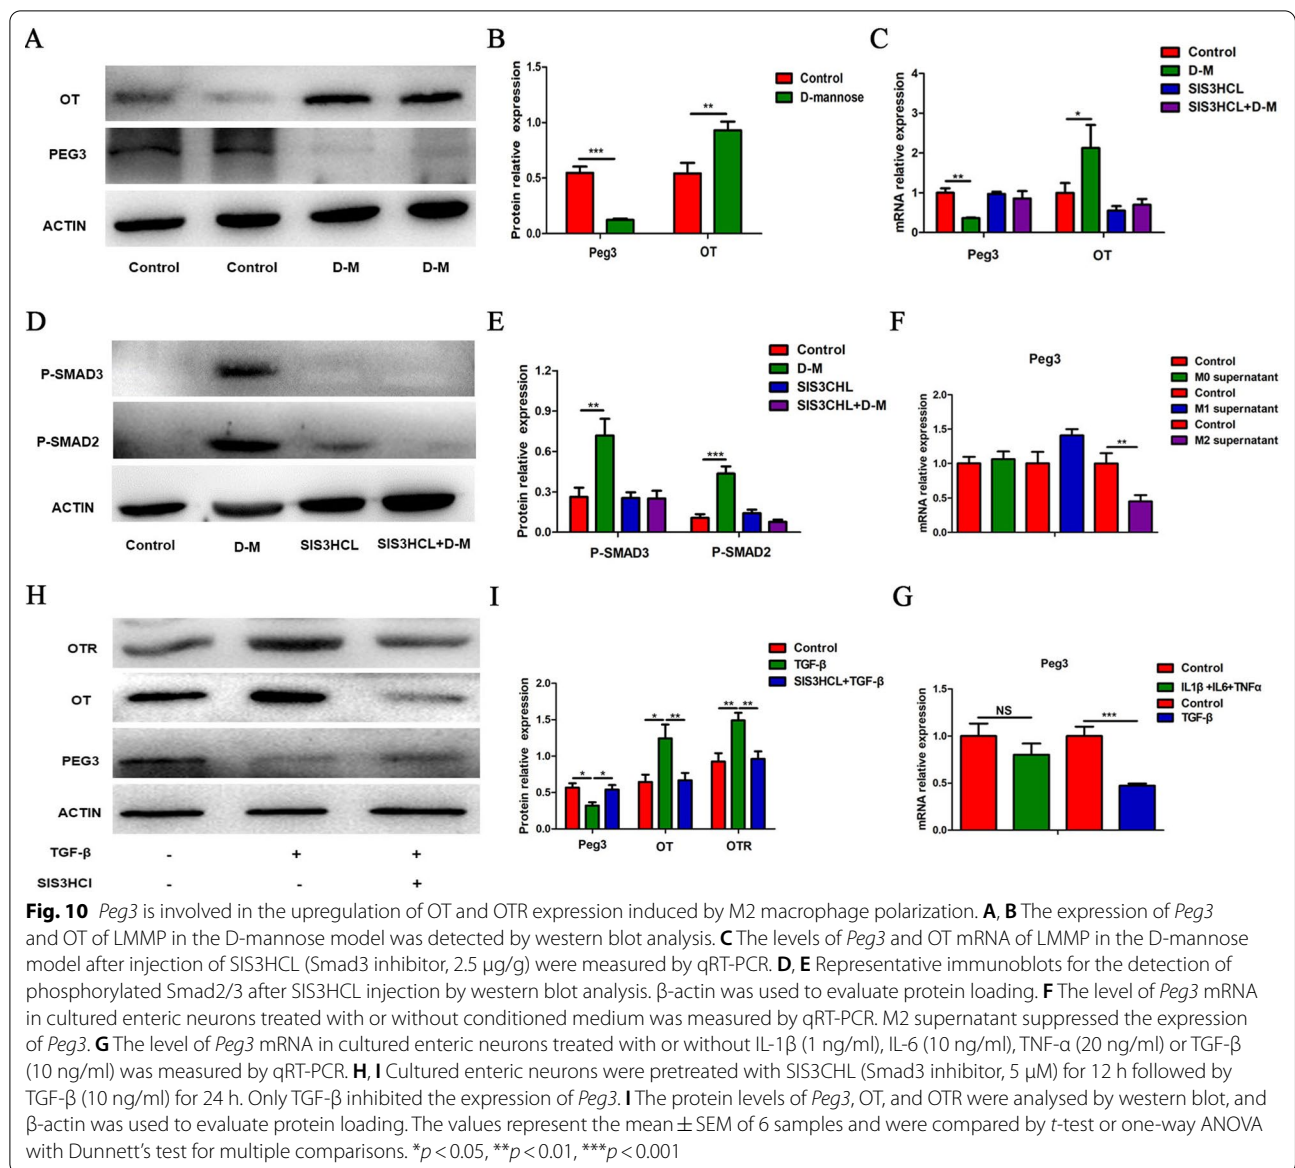 A
OT
PEG3
ACTIN
Control Control D-M D-M
B
Protein relative expression
1.5
1.0
0.5
0.0
***
**
Peg3 OT
Control
D-mannose
C
mRNA relative expression
4
3
2
1
0
**
*
Peg3 OT
Control
D-M
SIS3HCL
SIS3HCL+D-M
D
P-SMAD3
P-SMAD2
ACTIN
Control D-M SIS3HCL SIS3HCL+D-M
E
Protein relative expression
1.2
0.9
0.6
0.3
0.0
**
***
P-SMAD3 P-SMAD2
Control
D-M
SIS3CHL
SIS3CHL+D-M
F
Peg3
mRNA relative expression
2.0
1.5
1.0
0.5
0.0
**
Control
M0 supernatant
Control
M1 supernatant
Control
M2 supernatant
H
OTR
OT
PEG3
ACTIN
TGF-β - + +
SIS3HCl - - +
I
Protein relative expression
2.0
1.5
1.0
0.5
0.0
* *
* **
** **
Peg3 OT OTR
Control
TGF-β
SIS3HCL+TGF-β
G
Peg3
mRNA relative expression
1.5
1.0
0.5
0.0
NS
***
Control
IL1β +IL6+TNFα
Control
TGF-β
Fig. 10 Peg3 is involved in the upregulation of OT and OTR expression induced by M2 macrophage polarization. A, B The expression of Peg3
and OT of LMMP in the D-mannose model was detected by western blot analysis. C The levels of Peg3 and OT mRNA of LMMP in the D-mannose
model after injection of SIS3HCL (Smad3 inhibitor, 2.5 μg/g) were measured by qRT-PCR. D, E Representative immunoblots for the detection of
phosphorylated Smad2/3 after SIS3HCL injection by western blot analysis. β-actin was used to evaluate protein loading. F The level of Peg3 mRNA
in cultured enteric neurons treated with or without conditioned medium was measured by qRT-PCR. M2 supernatant suppressed the expression
of Peg3. G The level of Peg3 mRNA in cultured enteric neurons treated with or without IL-1β (1 ng/ml), IL-6 (10 ng/ml), TNF-α (20 ng/ml) or TGF-β
(10 ng/ml) was measured by qRT-PCR. H, I Cultured enteric neurons were pretreated with SIS3CHL (Smad3 inhibitor, 5 μM) for 12 h followed by
TGF-β (10 ng/ml) for 24 h. Only TGF-β inhibited the expression of Peg3. I The protein levels of Peg3, OT, and OTR were analysed by western blot, and
β-actin was used to evaluate protein loading. The values represent the mean ± SEM of 6 samples and were compared by t-test or one-way ANOVA
with Dunnett's test for multiple comparisons. *p < 0.05, **p < 0.01, ***p < 0.001